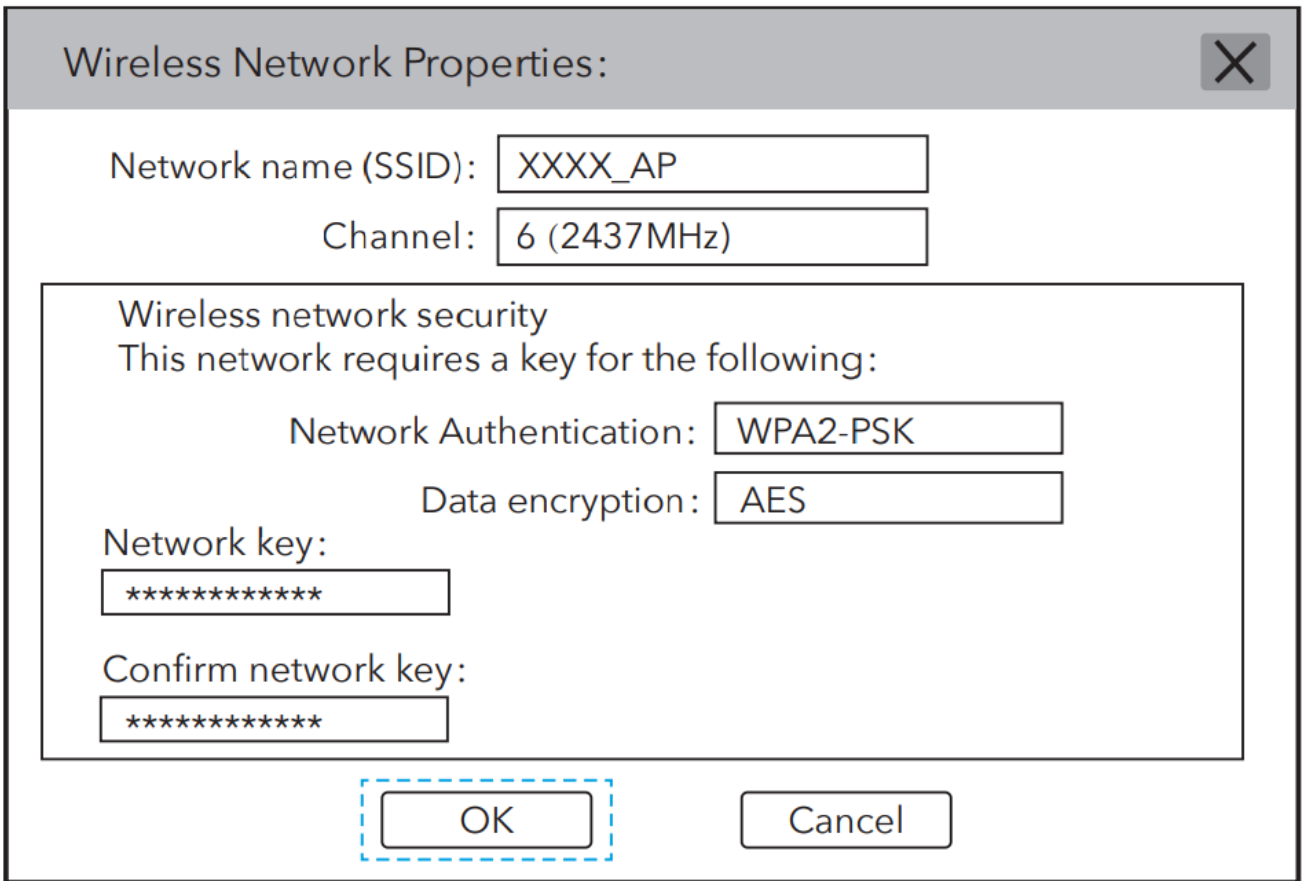 Wireless Network Properties:
Network name (SSID): XXXX_AP
Channel: 6 (2437MHz)
Wireless network security
This network requires a key for the following:
Network Authentication: WPA2-PSK
Data encryption: AES
Network key:
************
Confirm network key:
************
OK Cancel